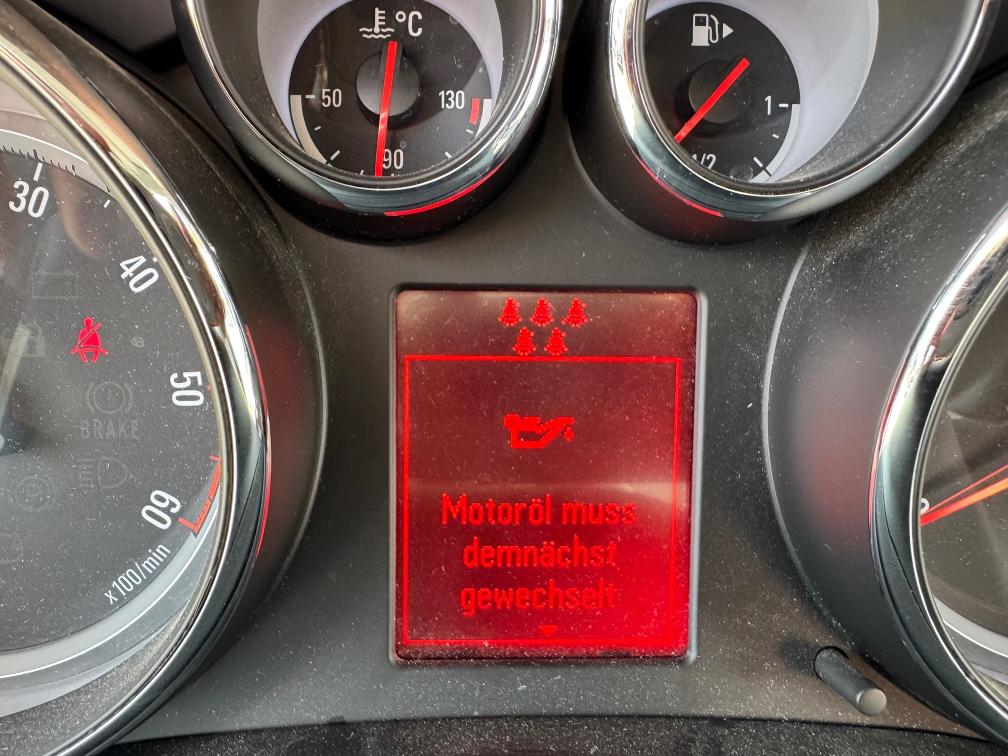 °C
50
130
90
1
1/2
30
40
50
60
x100/min
BRAKE
Motoröl muss
demnächst
gewechselt